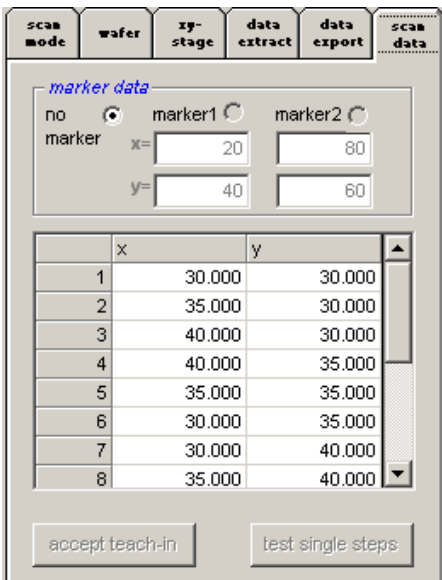 scan mode
wafer
xy-stage
data extract
data export
scan data
marker data
no marker
marker1
marker2
x=
20
80
y=
40
60
x y
1 30.000 30.000
2 35.000 30.000
3 40.000 30.000
4 40.000 35.000
5 35.000 35.000
6 30.000 35.000
7 30.000 40.000
8 35.000 40.000
accept teach-in
test single steps